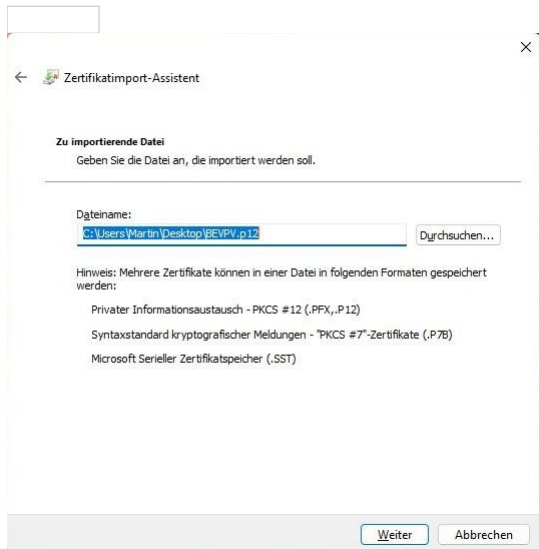 Zertifikatimport-Assistent
Zu importierende Datei
Geben Sie die Datei an, die importiert werden soll.
Dateiname:
C:\Users\Martin\Desktop\BEVPV.p12
Durchsuchen...
Hinweis: Mehrere Zertifikate können in einer Datei in folgenden Formaten gespeichert
werden:
Privater Informationsaustausch - PKCS #12 (.PFX,.P12)
Syntaxstandard kryptografischer Meldungen - "PKCS #7"-Zertifikate (.P7B)
Microsoft Serieller Zertifikatspeicher (.SST)
Weiter
Abbrechen